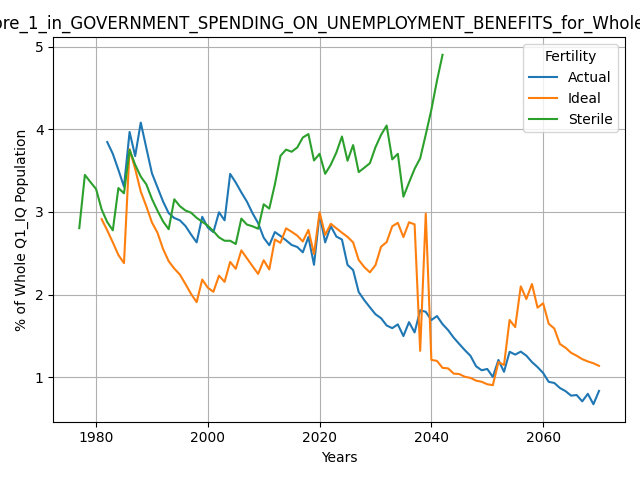 ore_1_in_GOVERNMENT_SPENDING_ON_UNEMPLOYMENT_BENEFITS_for_Whole
5
4
3
2
1
% of Whole Q1_IQ Population
Fertility
Actual
Ideal
Sterile
1980 2000 2020 2040 2060
Years